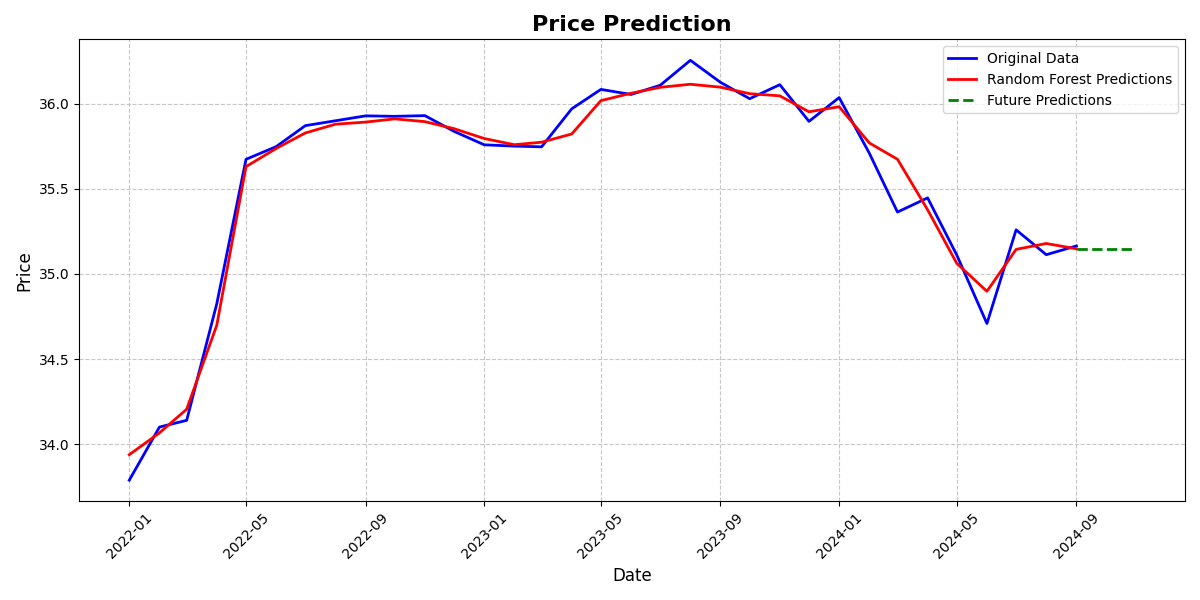 Price Prediction
Original Data
Random Forest Predictions
Future Predictions
Price
36.0
35.5
35.0
34.5
34.0
2022-01
2022-05
2022-09
2023-01
2023-05
2023-09
2024-01
2024-05
2024-09
Date